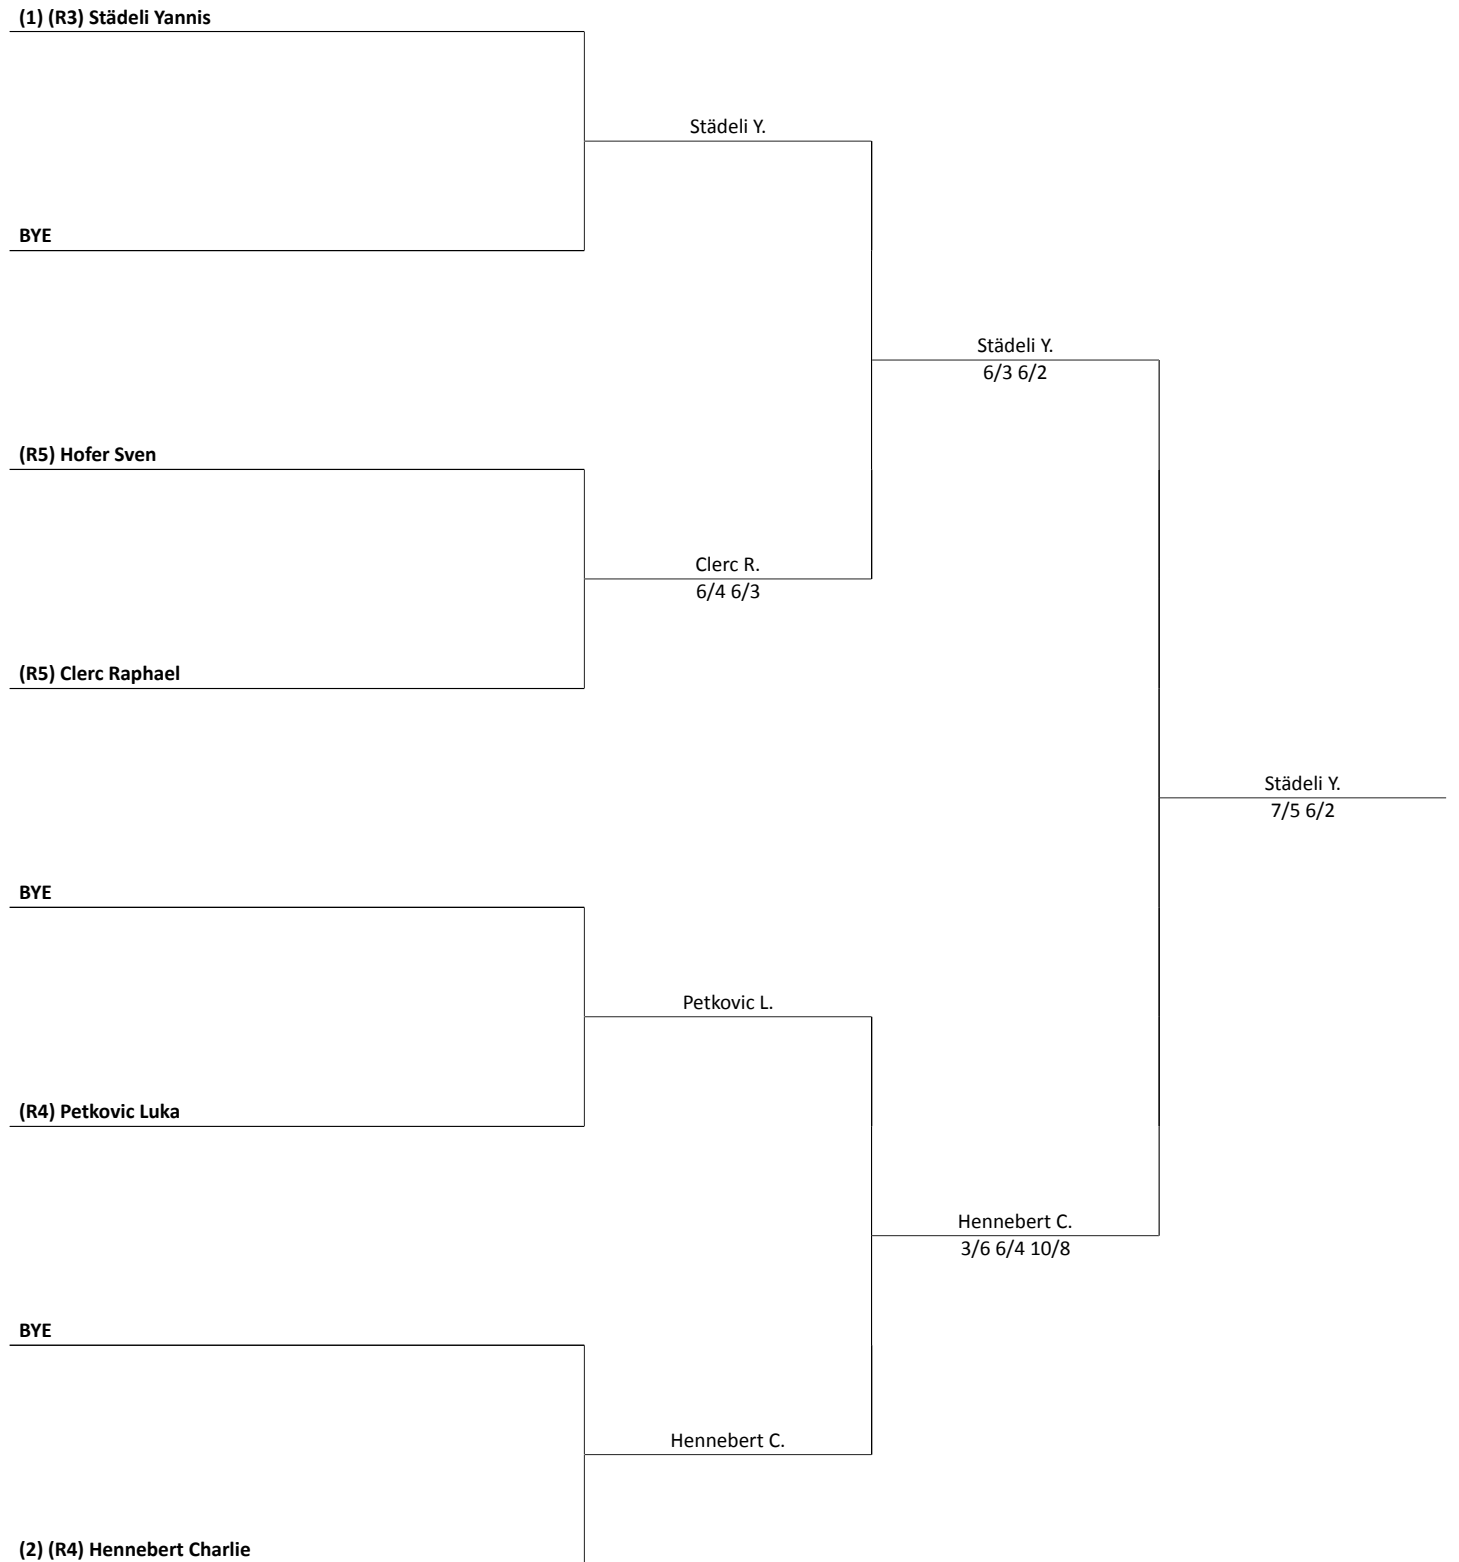 (1) (R3) Städeli Yannis
Städeli Y.
BYE
Städeli Y.
6/3 6/2
(R5) Hofer Sven
Clerc R.
6/4 6/3
(R5) Clerc Raphael
Städeli Y.
7/5 6/2
BYE
Petkovic L.
(R4) Petkovic Luka
Hennebert C.
3/6 6/4 10/8
BYE
Hennebert C.
(2) (R4) Hennebert Charlie